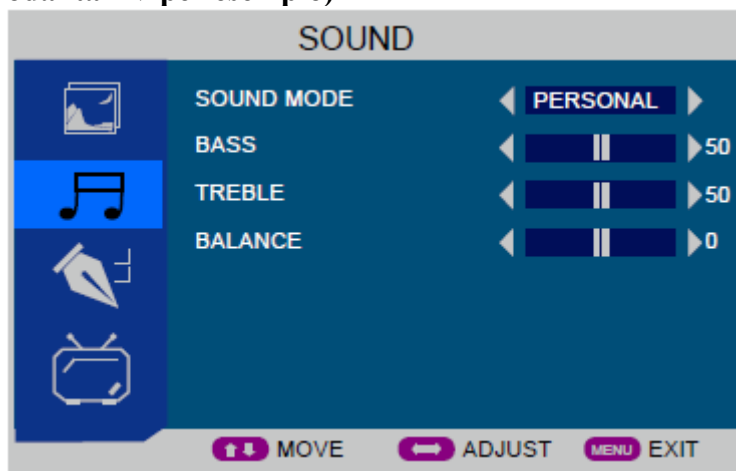 SOUND
SOUND MODE PERSONAL
BASS 50
TREBLE 50
BALANCE 0
MOVE ADJUST MENU EXIT